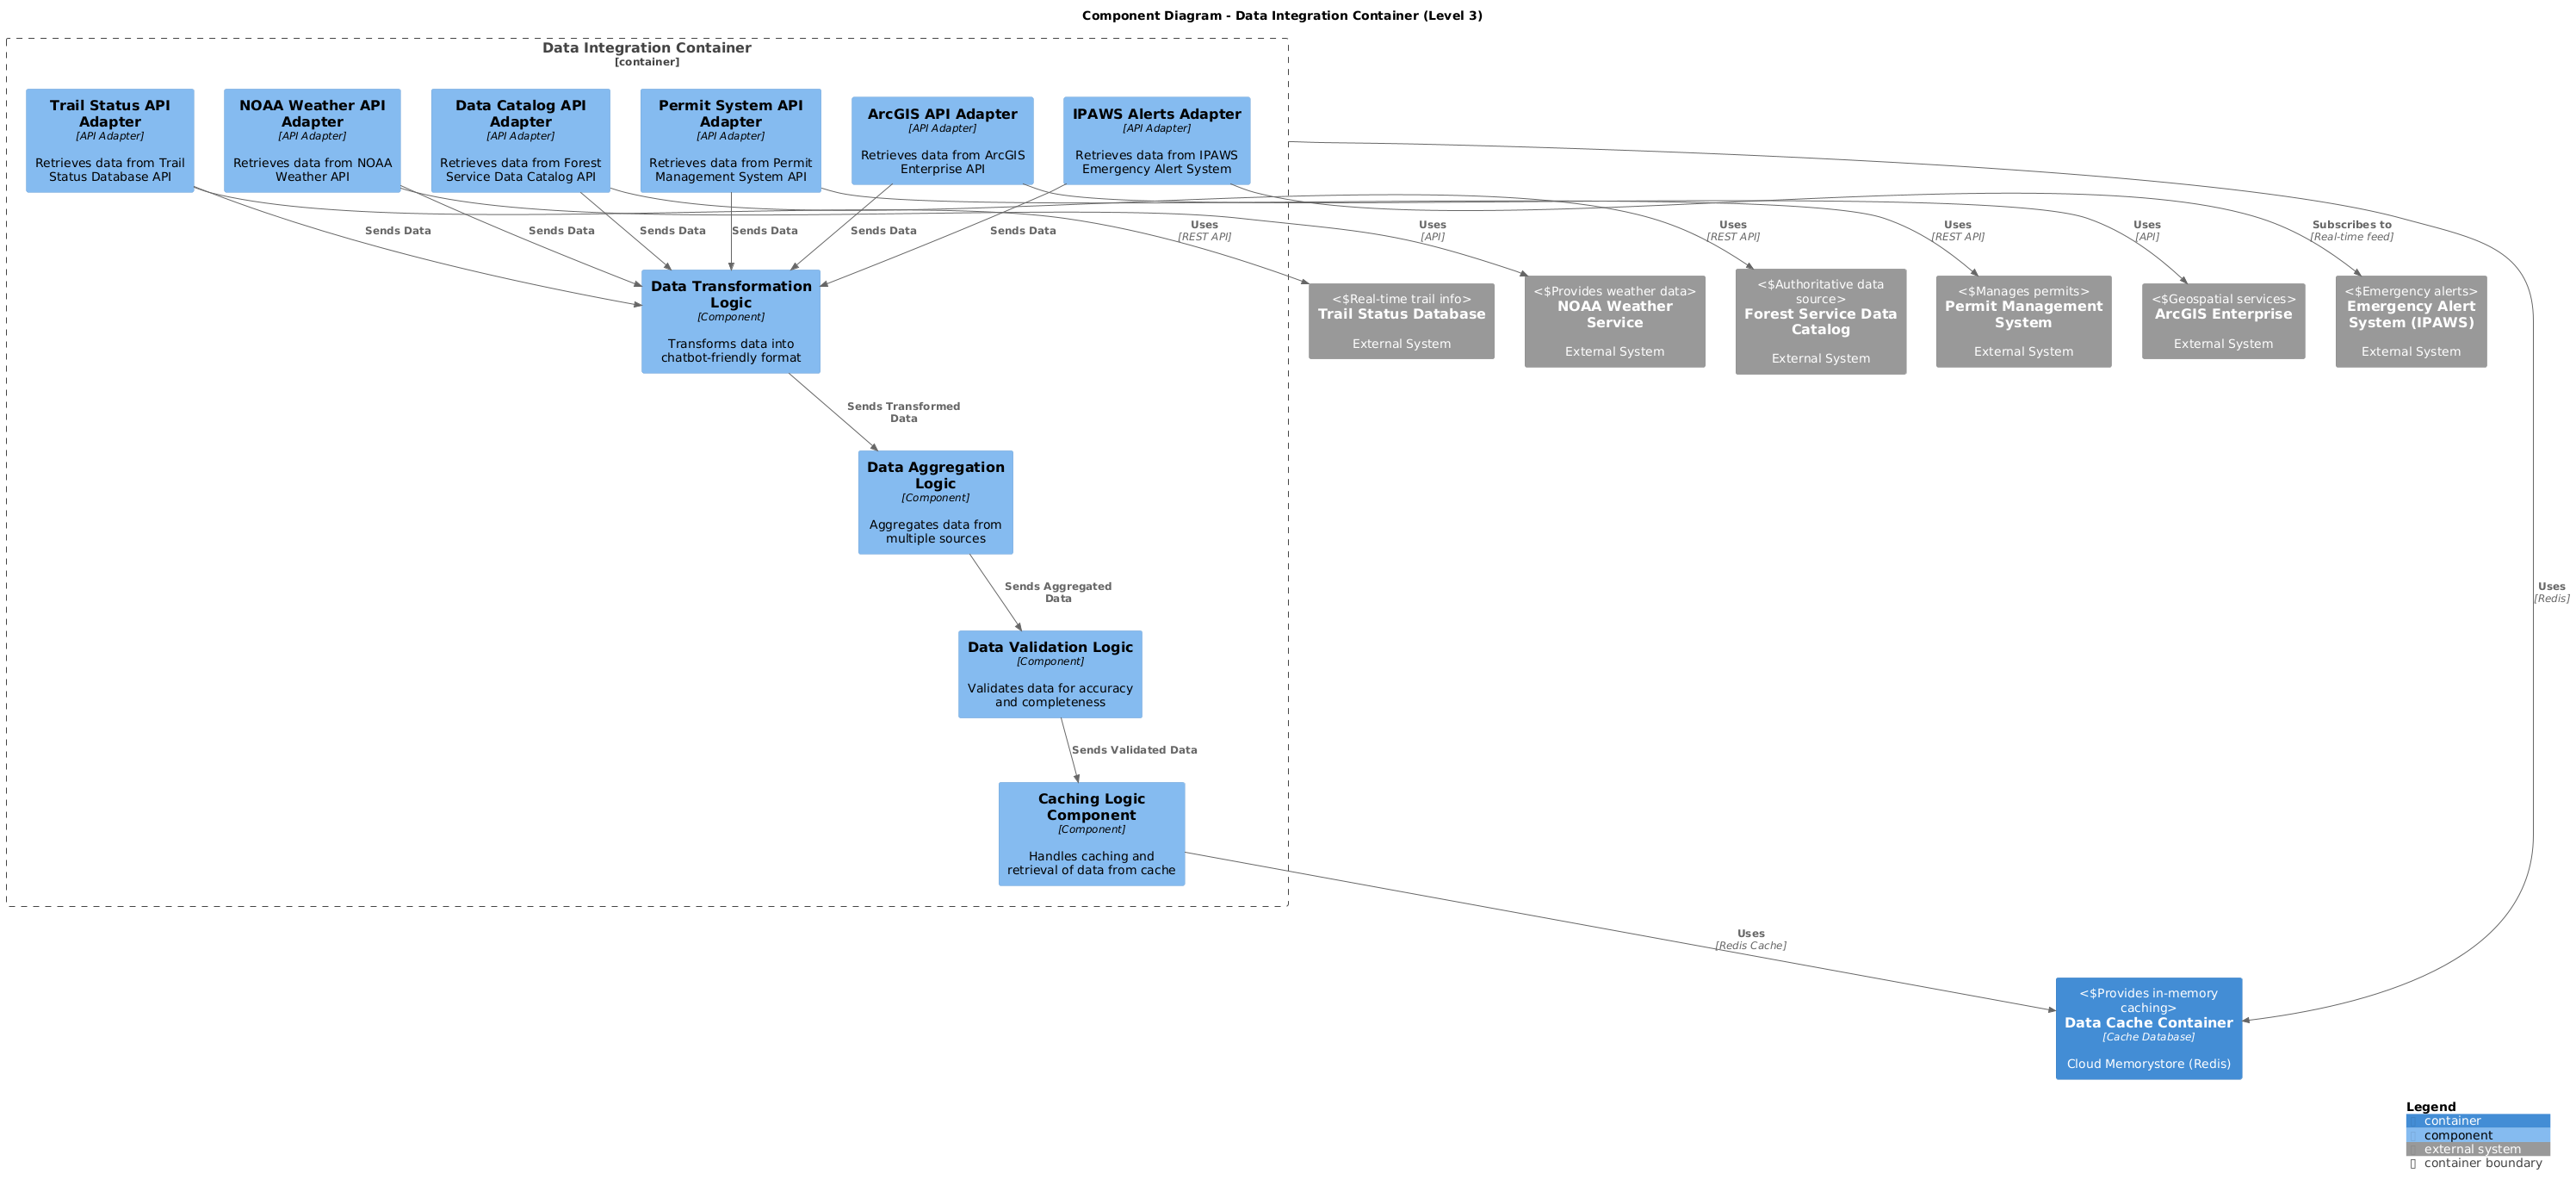 Component Diagram - Data Integration Container (Level 3)
Data Integration Container
[container]
Trail Status API
Adapter
[API Adapter]
Retrieves data from Trail
Status Database API
NOAA Weather API
Adapter
[API Adapter]
Retrieves data from NOAA
Weather API
Data Catalog API
Adapter
[API Adapter]
Retrieves data from Forest
Service Data Catalog API
Permit System API
Adapter
[API Adapter]
Retrieves data from Permit
Management System API
ArcGIS API Adapter
[API Adapter]
Retrieves data from ArcGIS
Enterprise API
IPAWS Alerts Adapter
[API Adapter]
Retrieves data from IPAWS
Emergency Alert System
Sends Data
Sends Data
Sends Data
Sends Data
Sends Data
Sends Data
Uses
[REST API]
Uses
[API]
Uses
[REST API]
Uses
[REST API]
Uses
[API]
Subscribes to
[Real-time feed]
Data Transformation
Logic
[Component]
Transforms data into
chatbot-friendly format
<$Real-time trail info>
Trail Status Database
External System
<$Provides weather data>
NOAA Weather
Service
External System
<$Authoritative data
source>
Forest Service Data
Catalog
External System
<$Manages permits>
Permit Management
System
External System
<$Geospatial services>
ArcGIS Enterprise
External System
<$Emergency alerts>
Emergency Alert
System (IPAWS)
External System
Sends Transformed
Data
Data Aggregation
Logic
[Component]
Aggregates data from
multiple sources
Sends Aggregated
Data
Uses
[Redis]
Data Validation Logic
[Component]
Validates data for accuracy
and completeness
Sends Validated Data
Caching Logic
Component
[Component]
Handles caching and
retrieval of data from cache
Uses
[Redis Cache]
<$Provides in-memory
caching>
Data Cache Container
[Cache Database]
Cloud Memorystore (Redis)
Legend
container
component
external system
container boundary